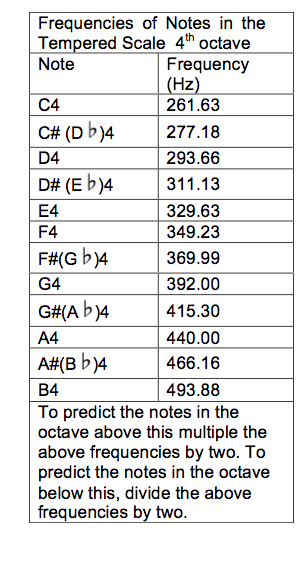 Frequencies of Notes in the
Tempered Scale 4th octave
Note Frequency
(Hz)
C4 261.63
C# (D♭)4 277.18
D4 293.66
D# (E♭)4 311.13
E4 329.63
F4 349.23
F#(G♭)4 369.99
G4 392.00
G#(A♭)4 415.30
A4 440.00
A#(B♭)4 466.16
B4 493.88
To predict the notes in the
octave above this multiple the
above frequencies by two. To
predict the notes in the octave
below this, divide the above
frequencies by two.